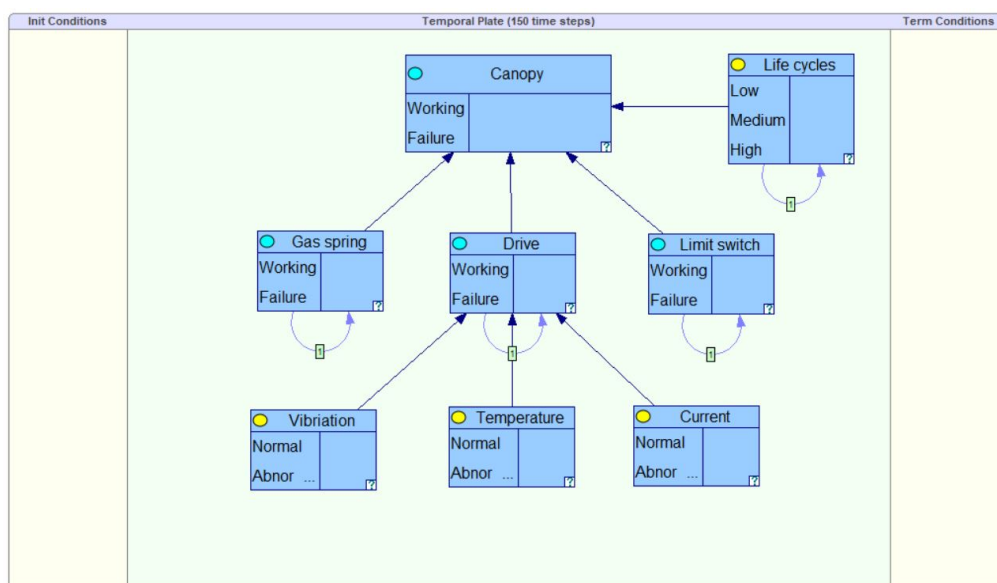 Init Conditions
Temporal Plate (150 time steps)
Term Conditions
Canopy
Working
Failure
?
Life cycles
Low
Medium
High
?
1
Gas spring
Working
Failure
?
1
Drive
Working
Failure
?
1
Limit switch
Working
Failure
?
1
Vibriation
Normal
Abnor ...
?
Temperature
Normal
Abnor ...
?
Current
Normal
Abnor ...
?